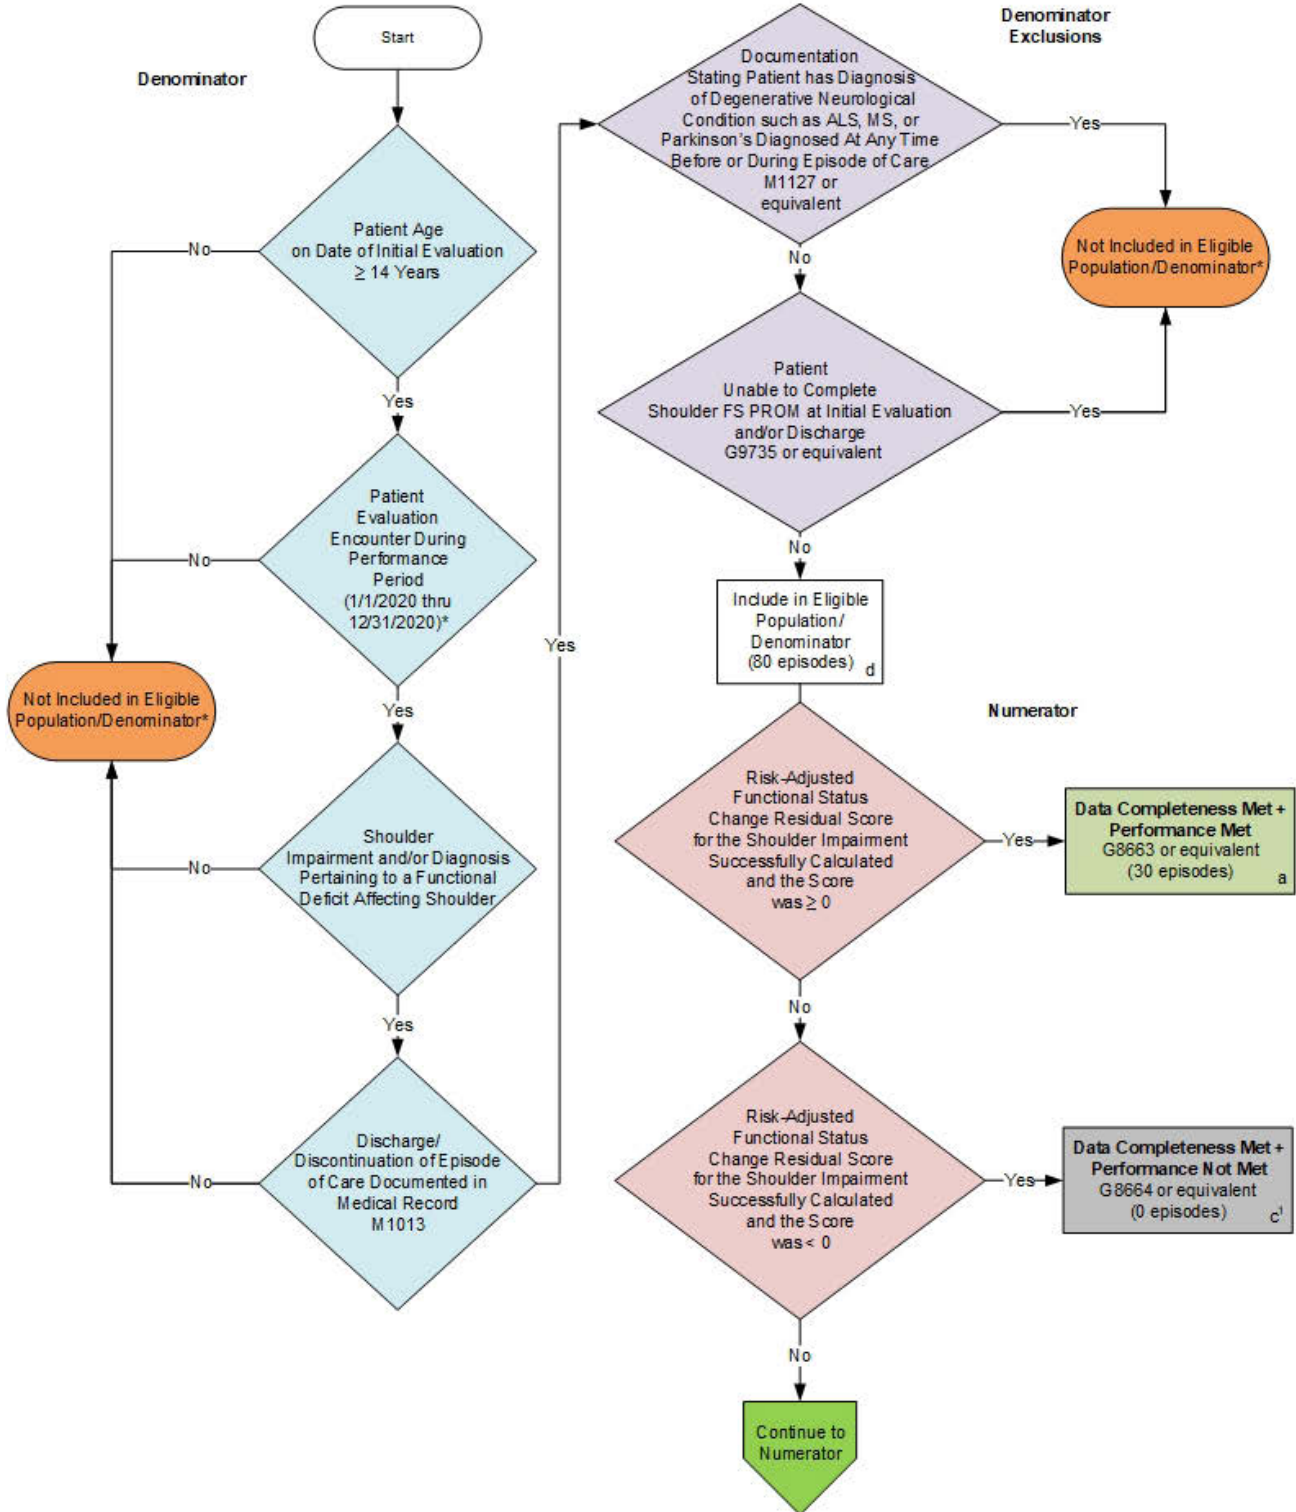 Start
Denominator
Patient Age
on Date of Initial Evaluation
≥ 14 Years
No
Yes
Patient
Evaluation
Encounter During
Performance
Period
(1/1/2020 thru
12/31/2020)*
No
Yes
Not Included in Eligible
Population/Denominator*
Shoulder
Impairment and/or Diagnosis
Pertaining to a Functional
Deficit Affecting Shoulder
No
Yes
Discharge/
Discontinuation of Episode
of Care Documented in
Medical Record
M1013
No
Yes
Denominator
Exclusions
Documentation
Stating Patient has Diagnosis
of Degenerative Neurological
Condition such as ALS, MS, or
Parkinson's Diagnosed At Any Time
Before or During Episode of Care
M1127 or
equivalent
Yes
No
Not Included in Eligible
Population/Denominator*
Patient
Unable to Complete
Shoulder FS PROM at Initial Evaluation
and/or Discharge
G9735 or equivalent
Yes
No
Include in Eligible
Population/
Denominator
(80 episodes)
d
Numerator
Risk-Adjusted
Functional Status
Change Residual Score
for the Shoulder Impairment
Successfully Calculated
and the Score
was ≥ 0
Yes
Data Completeness Met +
Performance Met
G8663 or equivalent
(30 episodes)
a
No
Risk-Adjusted
Functional Status
Change Residual Score
for the Shoulder Impairment
Successfully Calculated
and the Score
was < 0
Yes
Data Completeness Met +
Performance Not Met
G8664 or equivalent
(0 episodes)
c¹
No
Continue to
Numerator